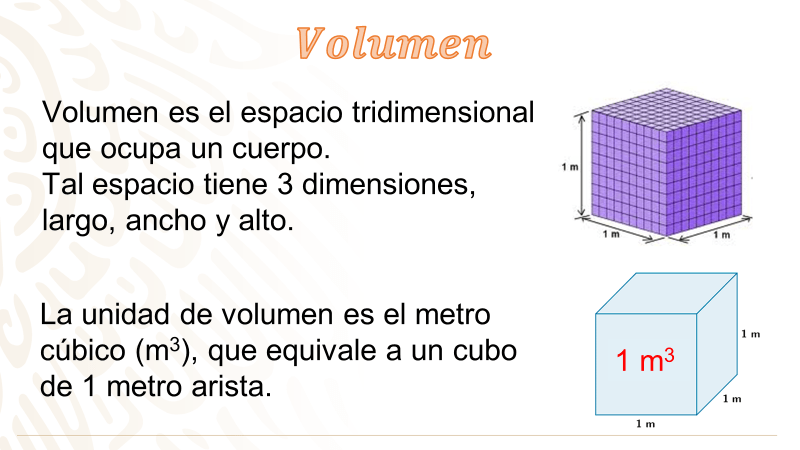 Volumen
Volumen es el espacio tridimensional
que ocupa un cuerpo.
Tal espacio tiene 3 dimensiones,
largo, ancho y alto.
1 m
1 m
1 m
La unidad de volumen es el metro
cúbico (m³), que equivale a un cubo
de 1 metro arista.
1 m³
1 m
1 m
1 m